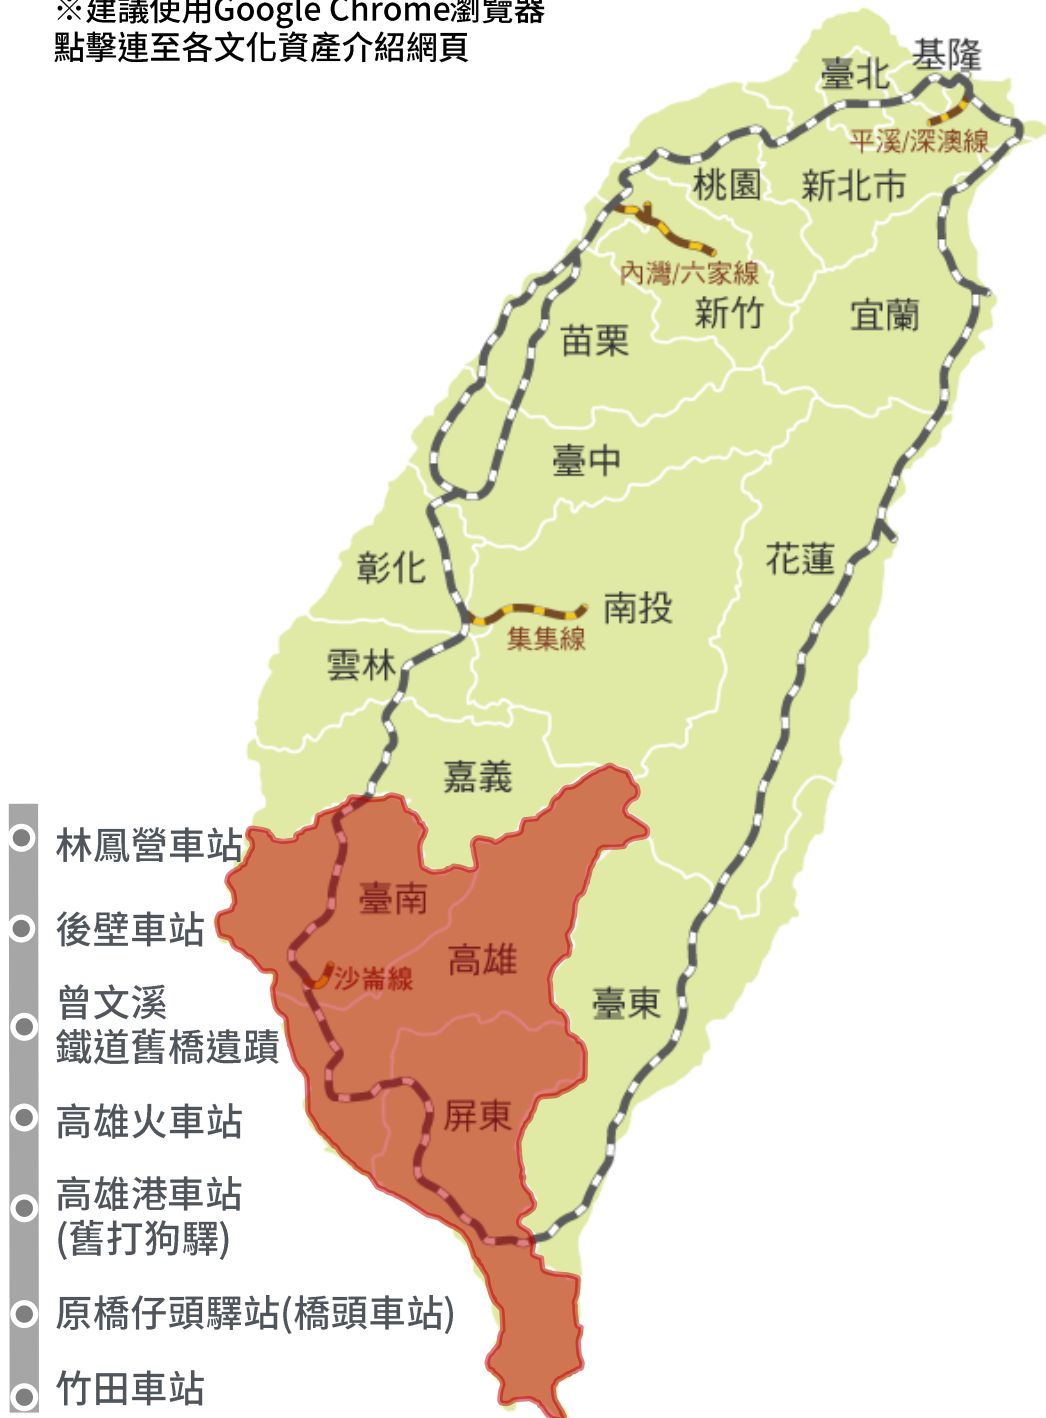 ※建議使用Google Chrome瀏覽器
點擊連至各文化資產介紹網頁
基隆
臺北
平溪/深澳線
桃園
新北市
內灣/六家線
新竹
宜蘭
苗栗
臺中
花蓮
彰化
南投
集集線
雲林
嘉義
臺南
高雄
沙崙線
臺東
屏東
林鳳營車站
後壁車站
曾文溪
鐵道舊橋遺蹟
高雄火車站
高雄港車站
(舊打狗驛)
原橋仔頭驛站(橋頭車站)
竹田車站